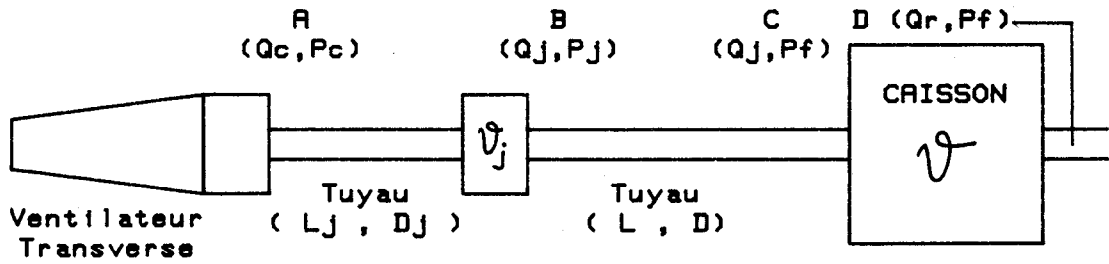 A
(Qc,Pc)
B
(Qj,Pj)
C
(Qj,Pf)
D (Qr,Pf)
CAISSON
ϑj
ϑ
Ventilateur
Transverse
Tuyau
( Lj , Dj )
Tuyau
( L , D )